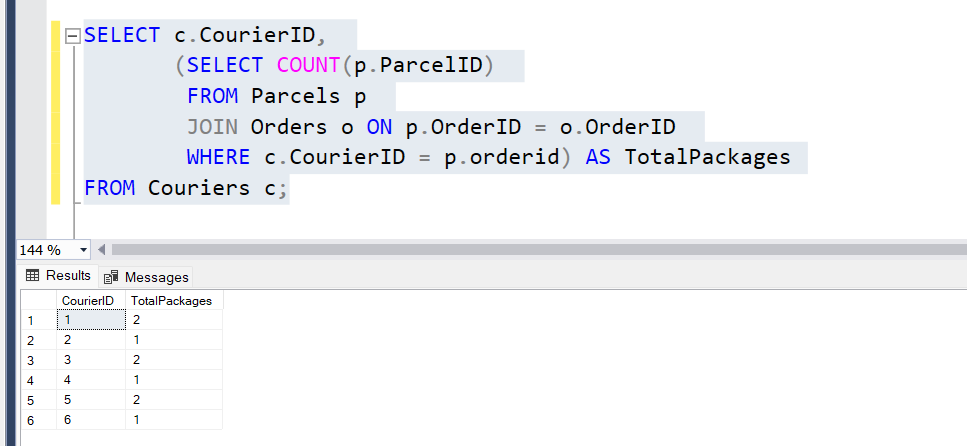 SELECT c.CourierID,
(SELECT COUNT(p.ParcelID)
FROM Parcels p
JOIN Orders o ON p.OrderID = o.OrderID
WHERE c.CourierID = p.orderid) AS TotalPackages
FROM Couriers c;
144 %
Results Messages
CourierID TotalPackages
1 1 2
2 2 1
3 3 2
4 4 1
5 5 2
6 6 1